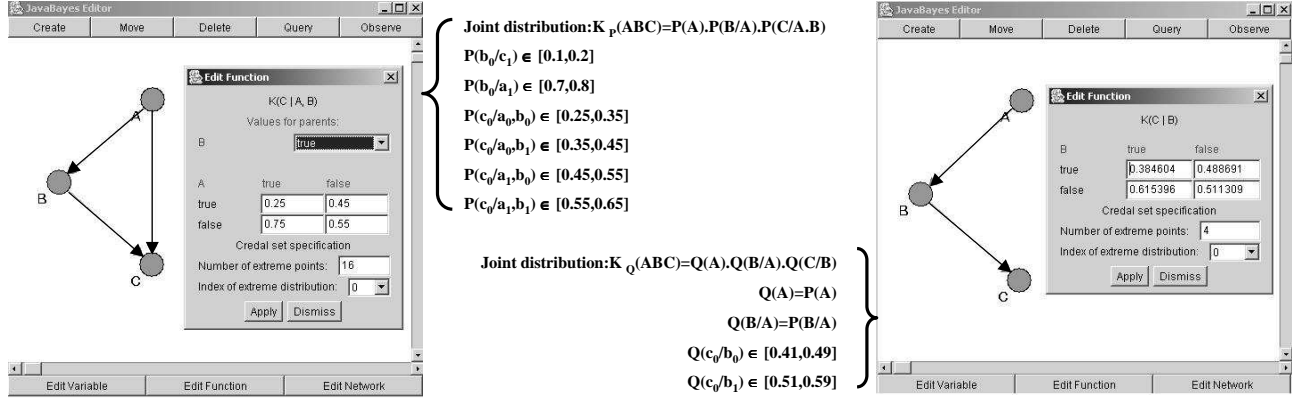 JavaBayes Editor
Create Move Delete Query Observe
A
B
C
Edit Function
K(C | A, B)
Values for parents:
B true
A true false
true 0.25 0.45
false 0.75 0.55
Credal set specification
Number of extreme points: 16
Index of extreme distribution: 0
Apply Dismiss
Edit Variable Edit Function Edit Network
Joint distribution:K P(ABC)=P(A).P(B/A).P(C/A.B)
P(b0/c1) ∈ [0.1,0.2]
P(b0/a1) ∈ [0.7,0.8]
P(c0/a0,b0) ∈ [0.25,0.35]
P(c0/a0,b1) ∈ [0.35,0.45]
P(c0/a1,b0) ∈ [0.45,0.55]
P(c0/a1,b1) ∈ [0.55,0.65]
Joint distribution:K Q(ABC)=Q(A).Q(B/A).Q(C/B)
Q(A)=P(A)
Q(B/A)=P(B/A)
Q(c0/b0) ∈ [0.41,0.49]
Q(c0/b1) ∈ [0.51,0.59]
JavaBayes Editor
Create Move Delete Query Observe
A
B
C
Edit Function
K(C | B)
B true false
true 0.384604 0.488691
false 0.615396 0.511309
Credal set specification
Number of extreme points: 4
Index of extreme distribution: 0
Apply Dismiss
Edit Variable Edit Function Edit Network